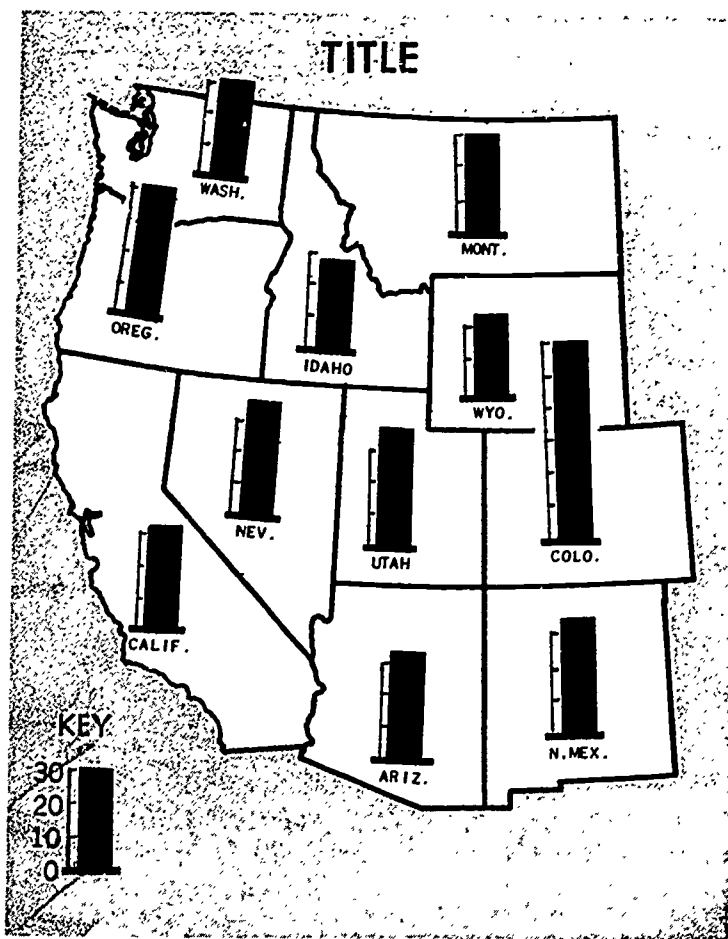 TITLE
WASH.
MONT.
OREG.
IDAHO
WYO.
NEV.
UTAH
COLO.
CALIF.
ARIZ.
N.MEX.
KEY
30
20
10
0